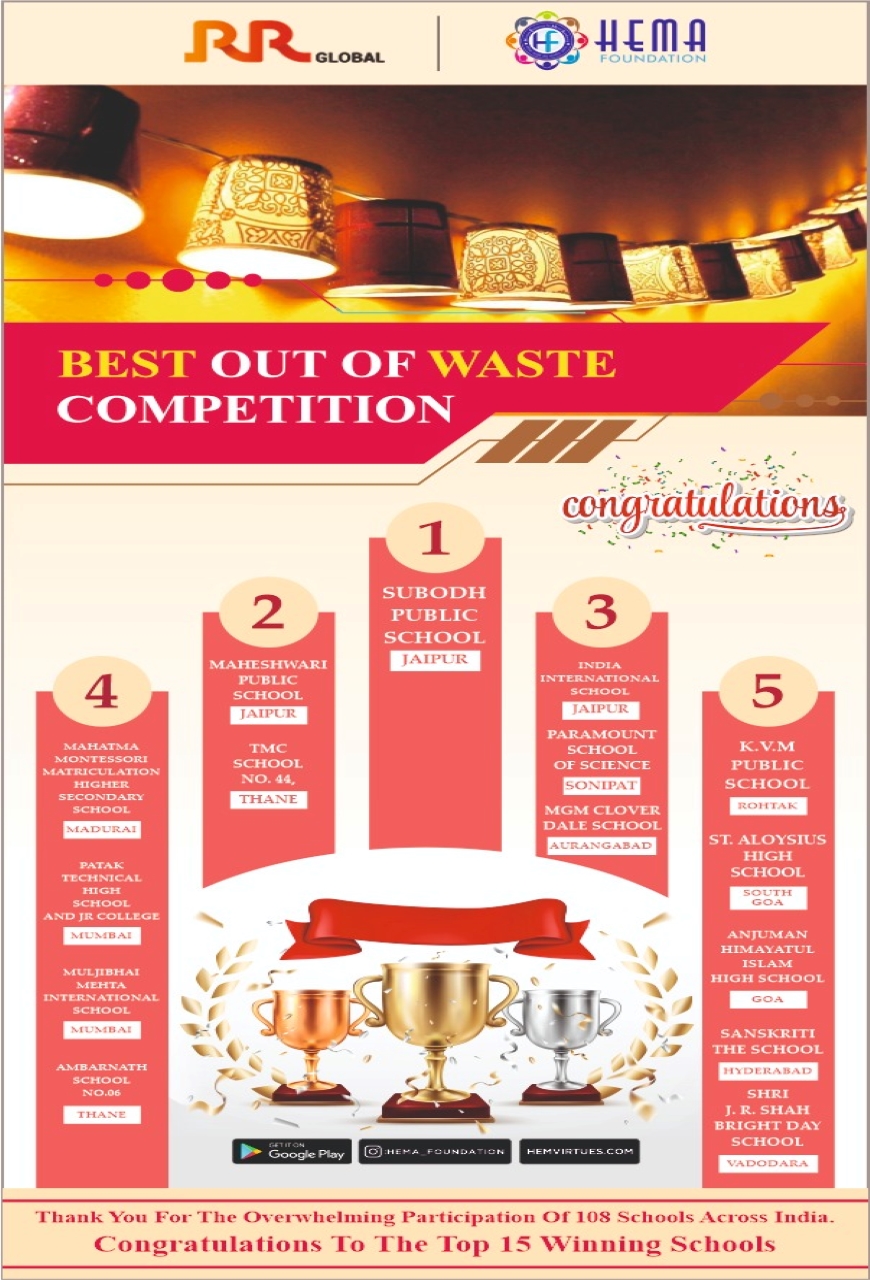 RR GLOBAL
HF
HEMA
FOUNDATION
BEST OUT OF WASTE
COMPETITION
congratulations
1
SUBODH
PUBLIC
SCHOOL
JAIPUR
2
MAHESHWARI
PUBLIC
SCHOOL
JAIPUR
TMC
SCHOOL
NO. 44,
THANE
3
INDIA
INTERNATIONAL
SCHOOL
JAIPUR
PARAMOUNT
SCHOOL
OF SCIENCE
SONIPAT
MGM CLOVER
DALE SCHOOL
AURANGABAD
4
MAHATMA
MONTESSORI
MATRICULATION
HIGHER
SECONDARY
SCHOOL
MADURAI
PATAK
TECHNICAL
HIGH
SCHOOL
AND JR COLLEGE
MUMBAI
MULJIBHAI
MEHTA
INTERNATIONAL
SCHOOL
MUMBAI
AMBARNATH
SCHOOL
NO.06
THANE
5
K.V.M
PUBLIC
SCHOOL
ROHTAK
ST. ALOYSIUS
HIGH
SCHOOL
SOUTH
GOA
ANJUMAN
HIMAYATUL
ISLAM
HIGH SCHOOL
GOA
SANSKRITI
THE SCHOOL
HYDERABAD
SHRI
J. R. SHAH
BRIGHT DAY
SCHOOL
VADODARA
GET IT ON
Google Play
:HEMA_FOUNDATION
HEMVIRTUES.COM
Thank You For The Overwhelming Participation Of 108 Schools Across India.
Congratulations To The Top 15 Winning Schools